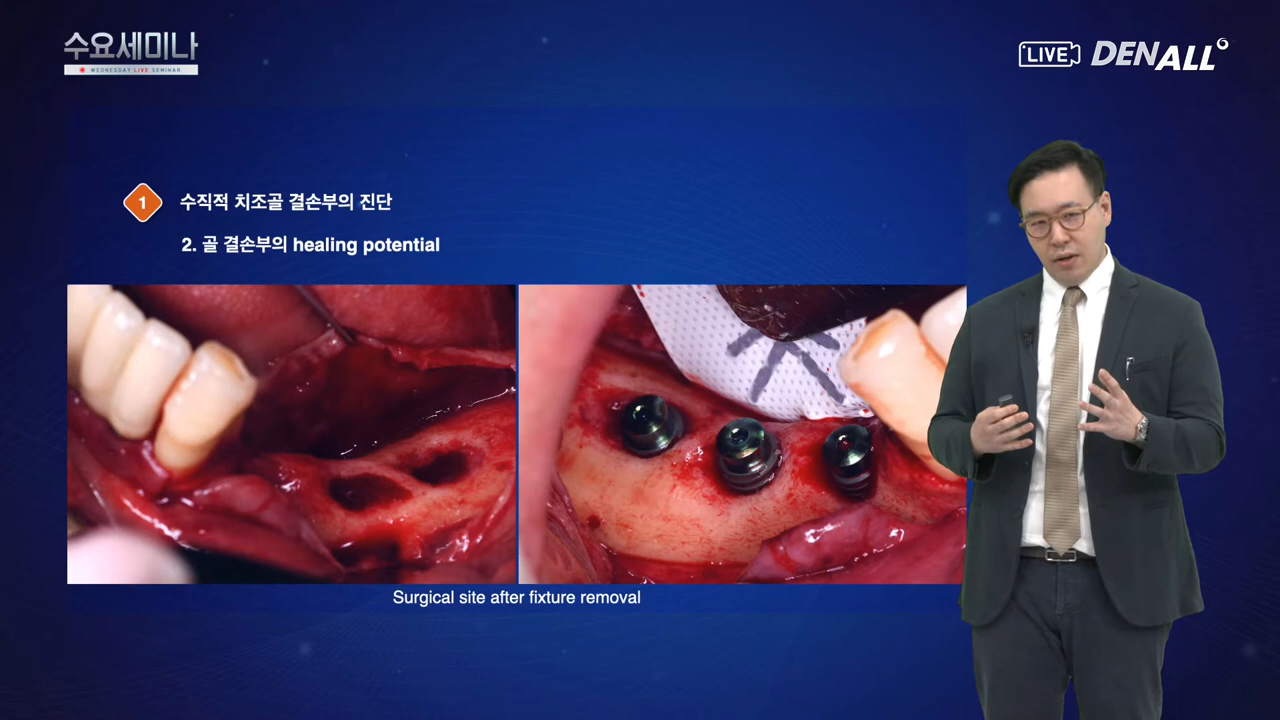 수요세미나
WEDNESDAY LIVE SEMINAR
LIVE DENALL
1 수직적 치조골 결손부의 진단
2. 골 결손부의 healing potential
Surgical site after fixture removal